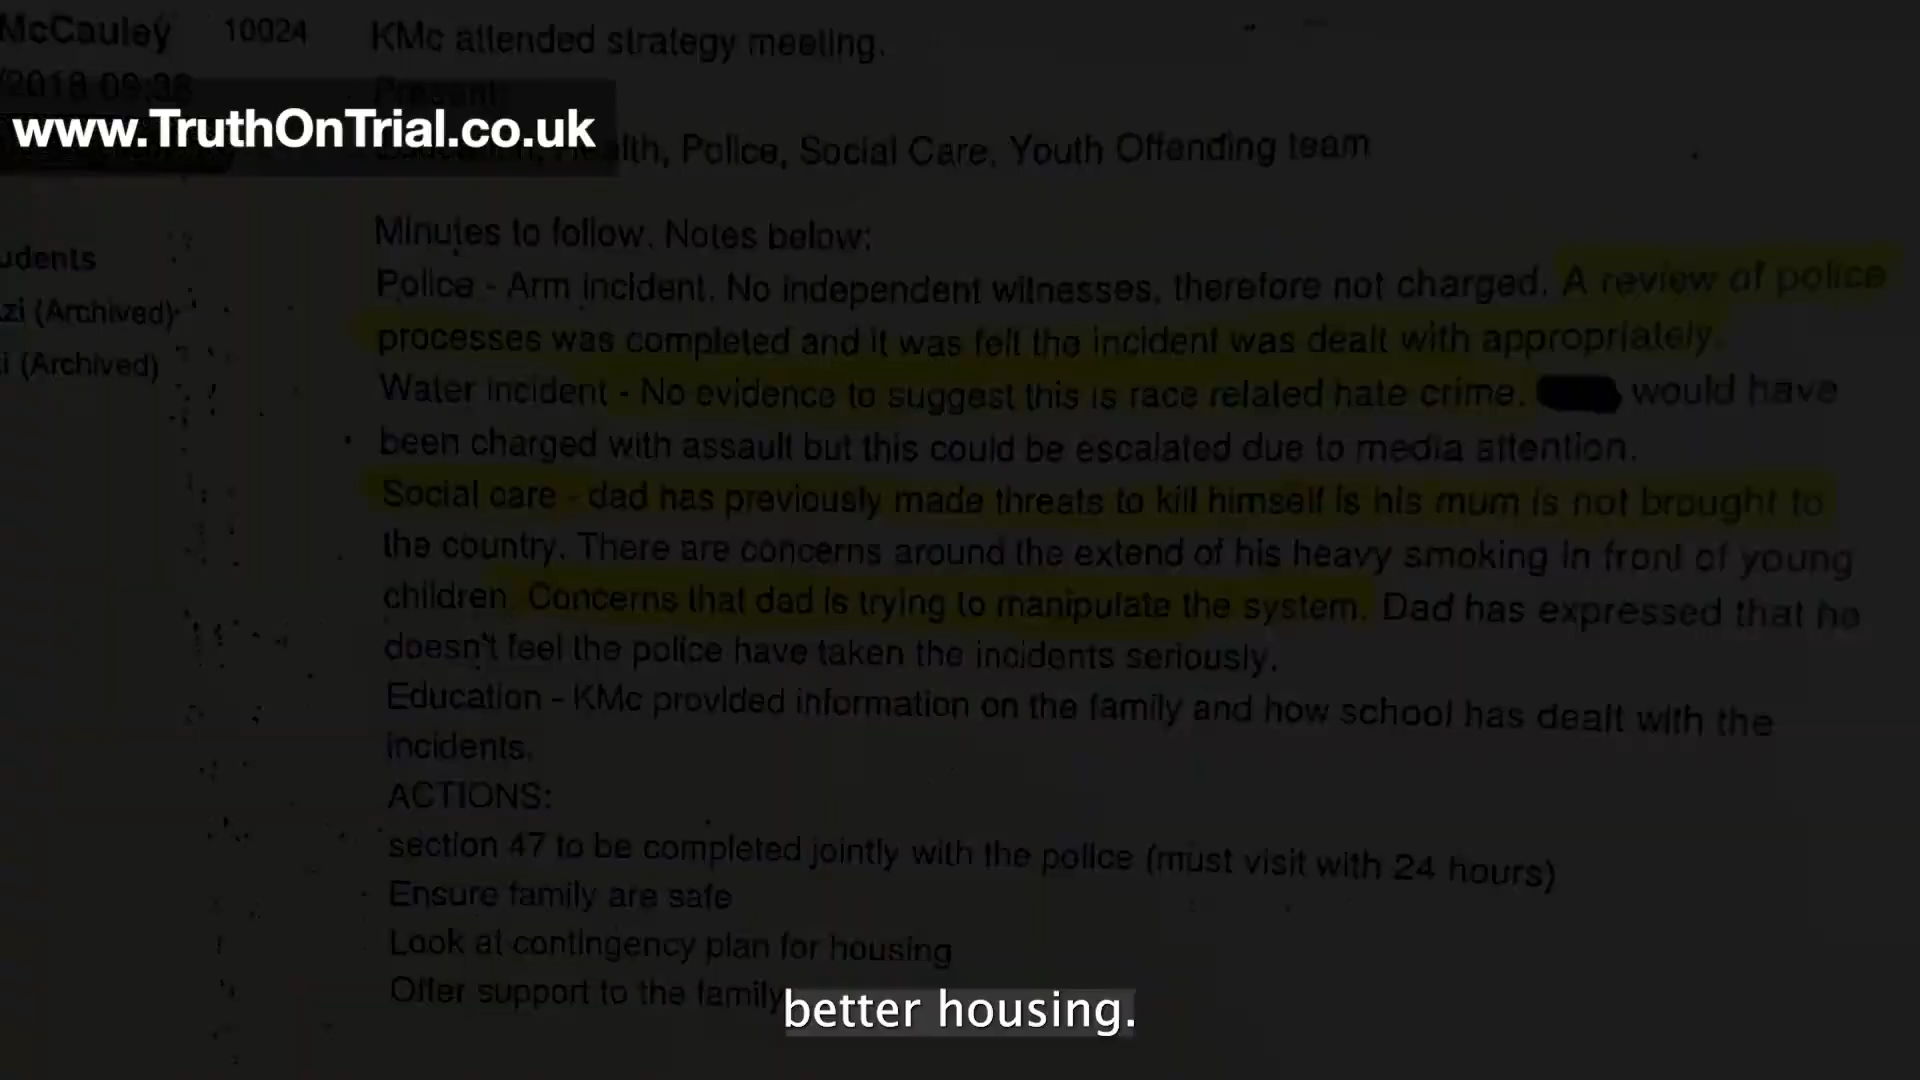 McCauley 10024 KMc attended strategy meeting.
/2018 09:38 Present:
www.TruthOnTrial.co.uk
Education, Health, Police, Social Care, Youth Offending team
Minutes to follow. Notes below:
udents
Police - Arm incident. No independent witnesses, therefore not charged. A review of police
zi (Archived)
processes was completed and it was felt the incident was dealt with appropriately.
i (Archived)
Water incident - No evidence to suggest this is race related hate crime. would have
been charged with assault but this could be escalated due to media attention.
Social care - dad has previously made threats to kill himself is his mum is not brought to
the country. There are concerns around the extend of his heavy smoking in front of young
children. Concerns that dad is trying to manipulate the system. Dad has expressed that he
doesn't feel the police have taken the incidents seriously.
Education - KMc provided information on the family and how school has dealt with the
incidents.
ACTIONS:
section 47 to be completed jointly with the police (must visit with 24 hours)
Ensure family are safe
Look at contingency plan for housing
Offer support to the family
better housing.